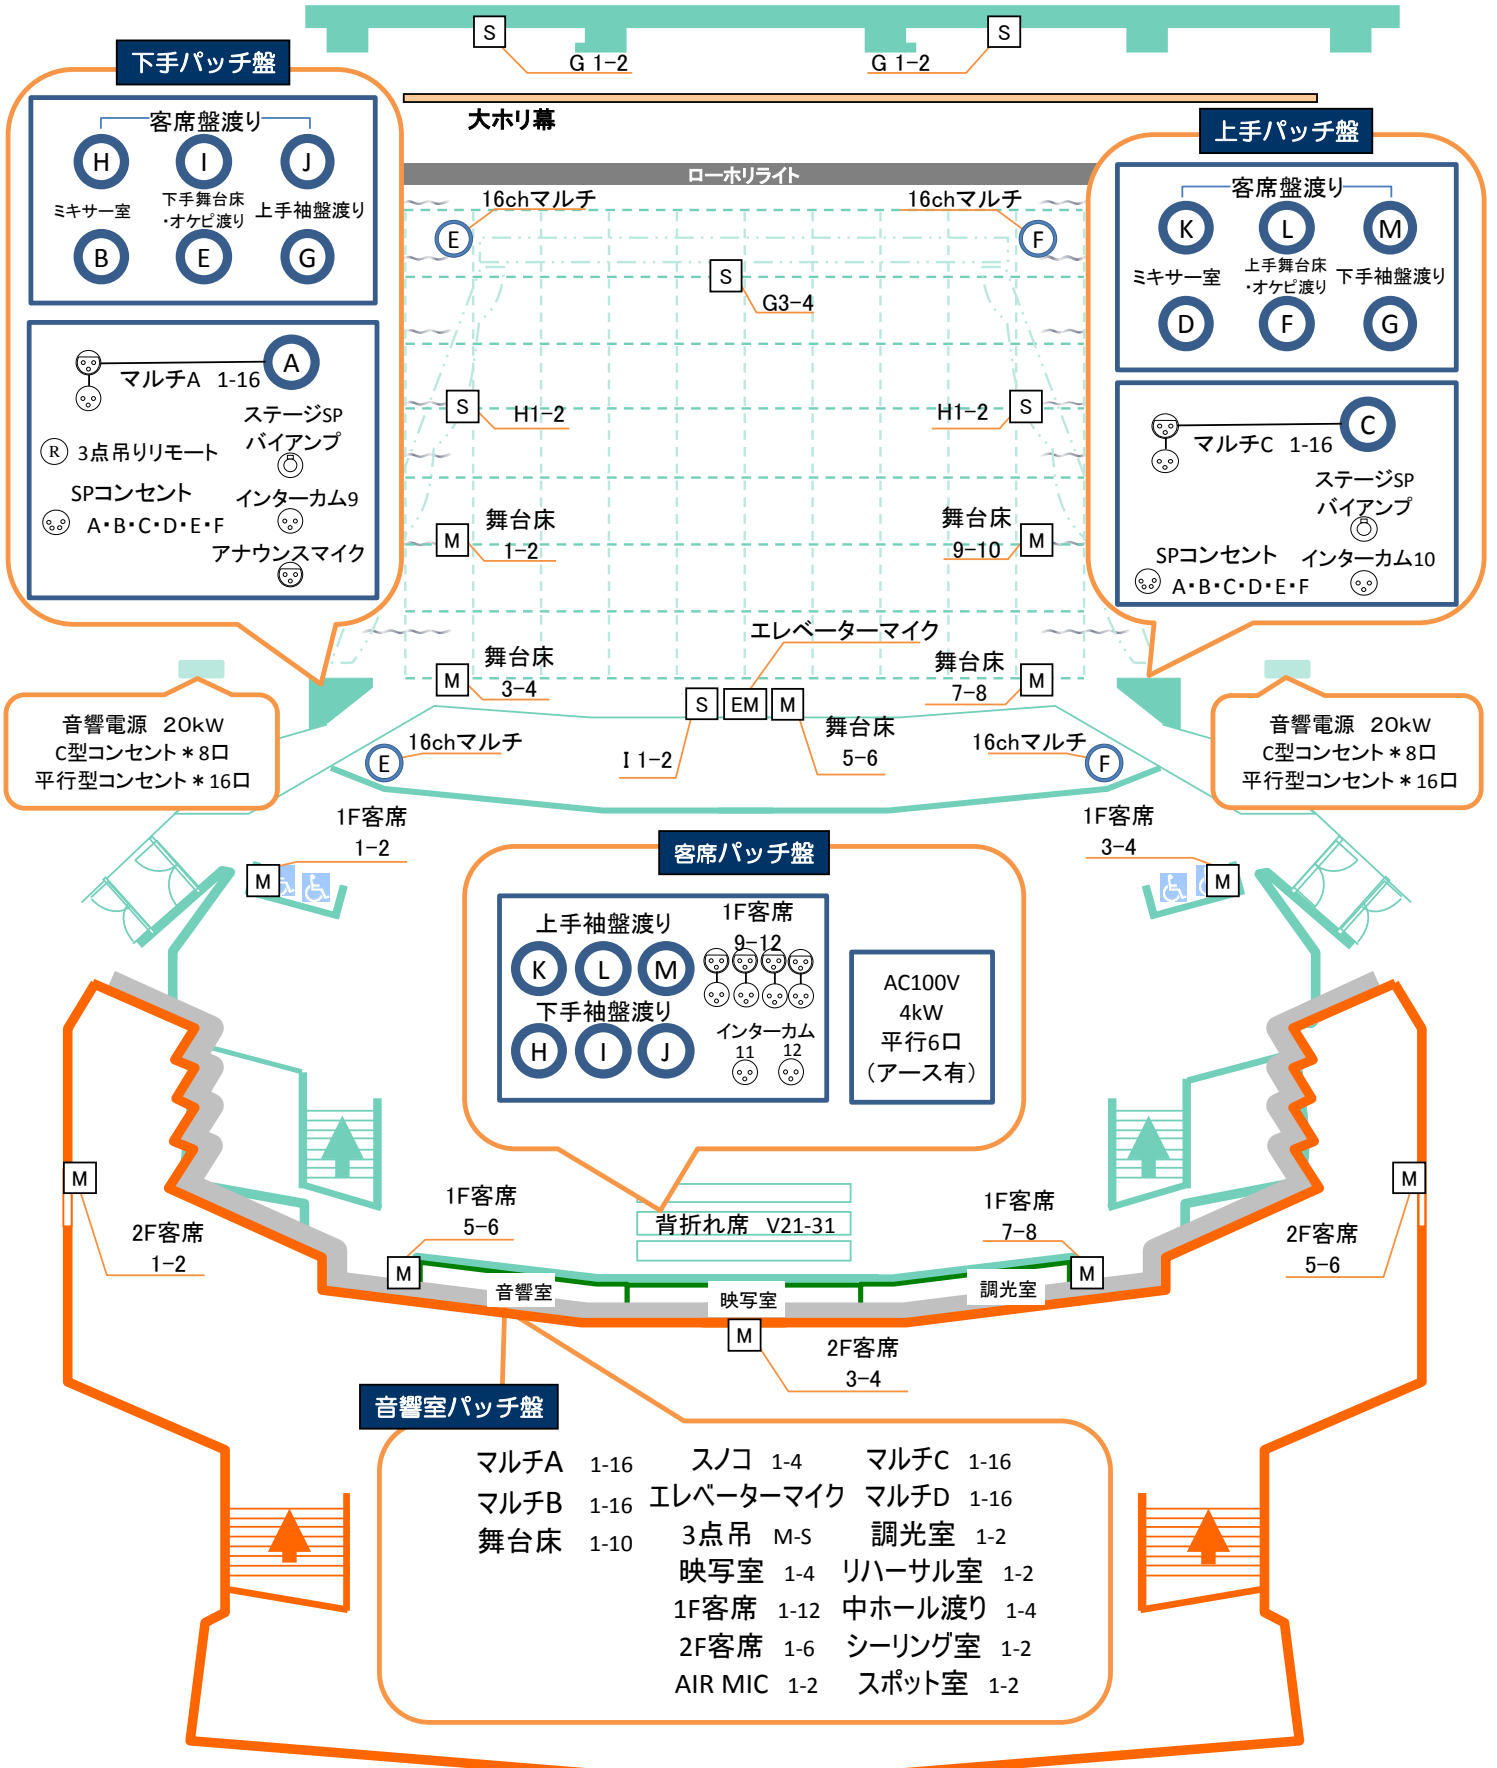 S
S
G 1-2
G 1-2
下手パッチ盤
大ホリ幕
上手パッチ盤
客席盤渡り
H
I
J
ミキサー室
下手舞台床
・オケピ渡り
上手袖盤渡り
B
E
G
ローホリライト
16chマルチ
16chマルチ
E
F
S
G3-4
客席盤渡り
K
L
M
ミキサー室
上手舞台床
・オケピ渡り
下手袖盤渡り
D
F
G
A
マルチA 1-16
ステージSP
バイアンプ
R 3点吊りリモート
SPコンセント
インターカム9
A・B・C・D・E・F
アナウンスマイク
S
H1-2
H1-2
S
C
マルチC 1-16
ステージSP
バイアンプ
SPコンセント
インターカム10
A・B・C・D・E・F
M
舞台床
1-2
舞台床
9-10
M
エレベーターマイク
M
舞台床
3-4
舞台床
7-8
M
S
EM
M
I 1-2
舞台床
5-6
音響電源 20kW
C型コンセント＊8口
平行型コンセント＊16口
音響電源 20kW
C型コンセント＊8口
平行型コンセント＊16口
E
16chマルチ
16chマルチ
F
1F客席
1-2
M
1F客席
3-4
M
客席パッチ盤
上手袖盤渡り
K
L
M
下手袖盤渡り
H
I
J
1F客席
9-12
インターカム
11
12
AC100V
4kW
平行6口
（アース有）
M
2F客席
1-2
1F客席
5-6
M
背折れ席 V21-31
1F客席
7-8
M
M
2F客席
5-6
音響室
映写室
調光室
M
2F客席
3-4
音響室パッチ盤
マルチA 1-16
マルチB 1-16
舞台床 1-10
スノコ 1-4
エレベーターマイク
3点吊 M-S
映写室 1-4
1F客席 1-12
2F客席 1-6
AIR MIC 1-2
マルチC 1-16
マルチD 1-16
調光室 1-2
リハーサル室 1-2
中ホール渡り 1-4
シーリング室 1-2
スポット室 1-2